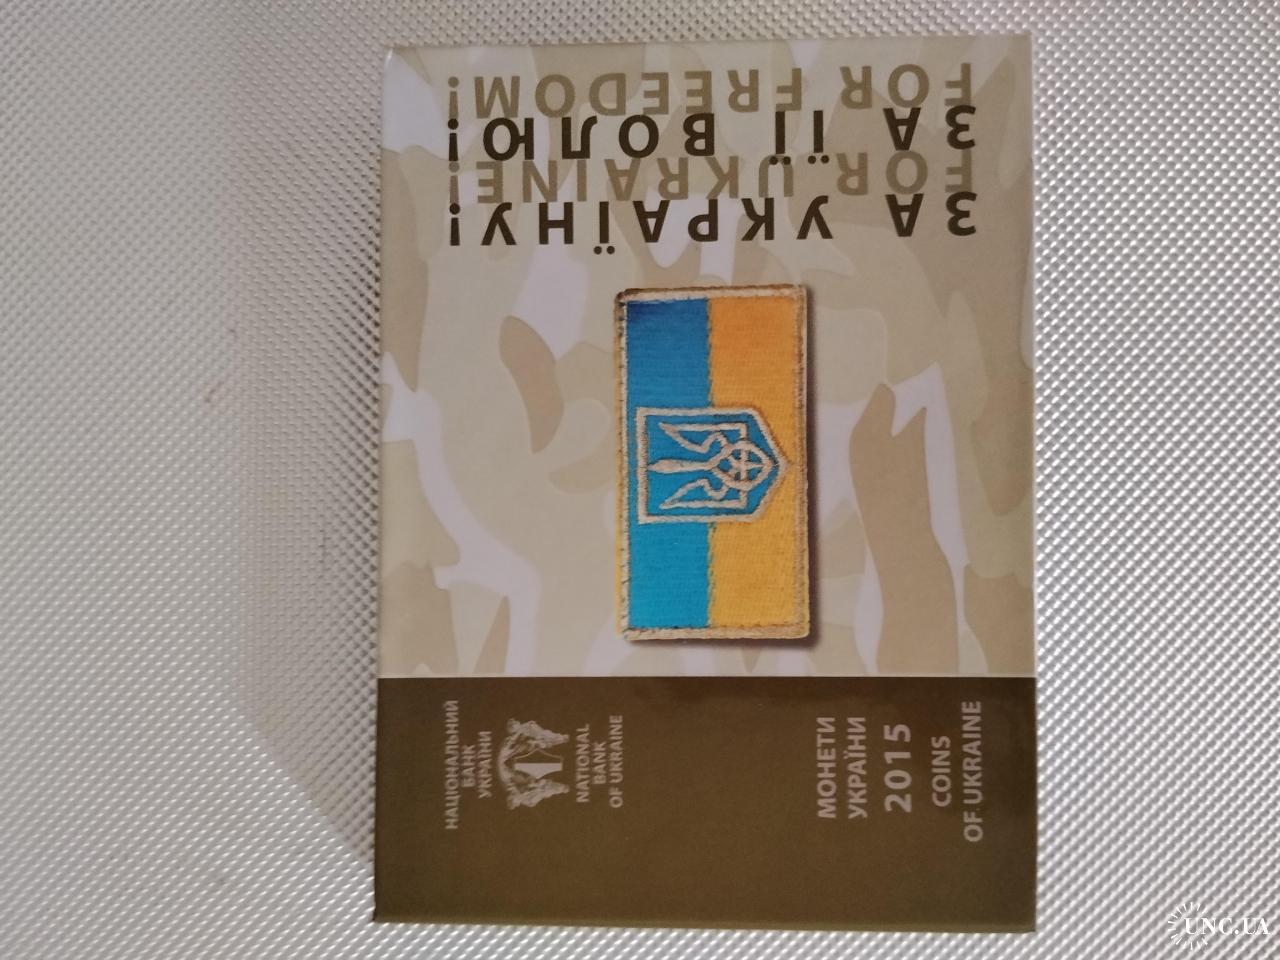 ЗА УКРАЇНУ!
FOR UKRAINE!
ЗА ЇЇ ВОЛЮ!
FOR FREEDOM!
НАЦІОНАЛЬНИЙ
БАНК
УКРАЇНИ
NATIONAL
BANK
OF UKRAINE
МОНЕТИ
УКРАЇНИ
2015
COINS
OF UKRAINE
UNC.UA